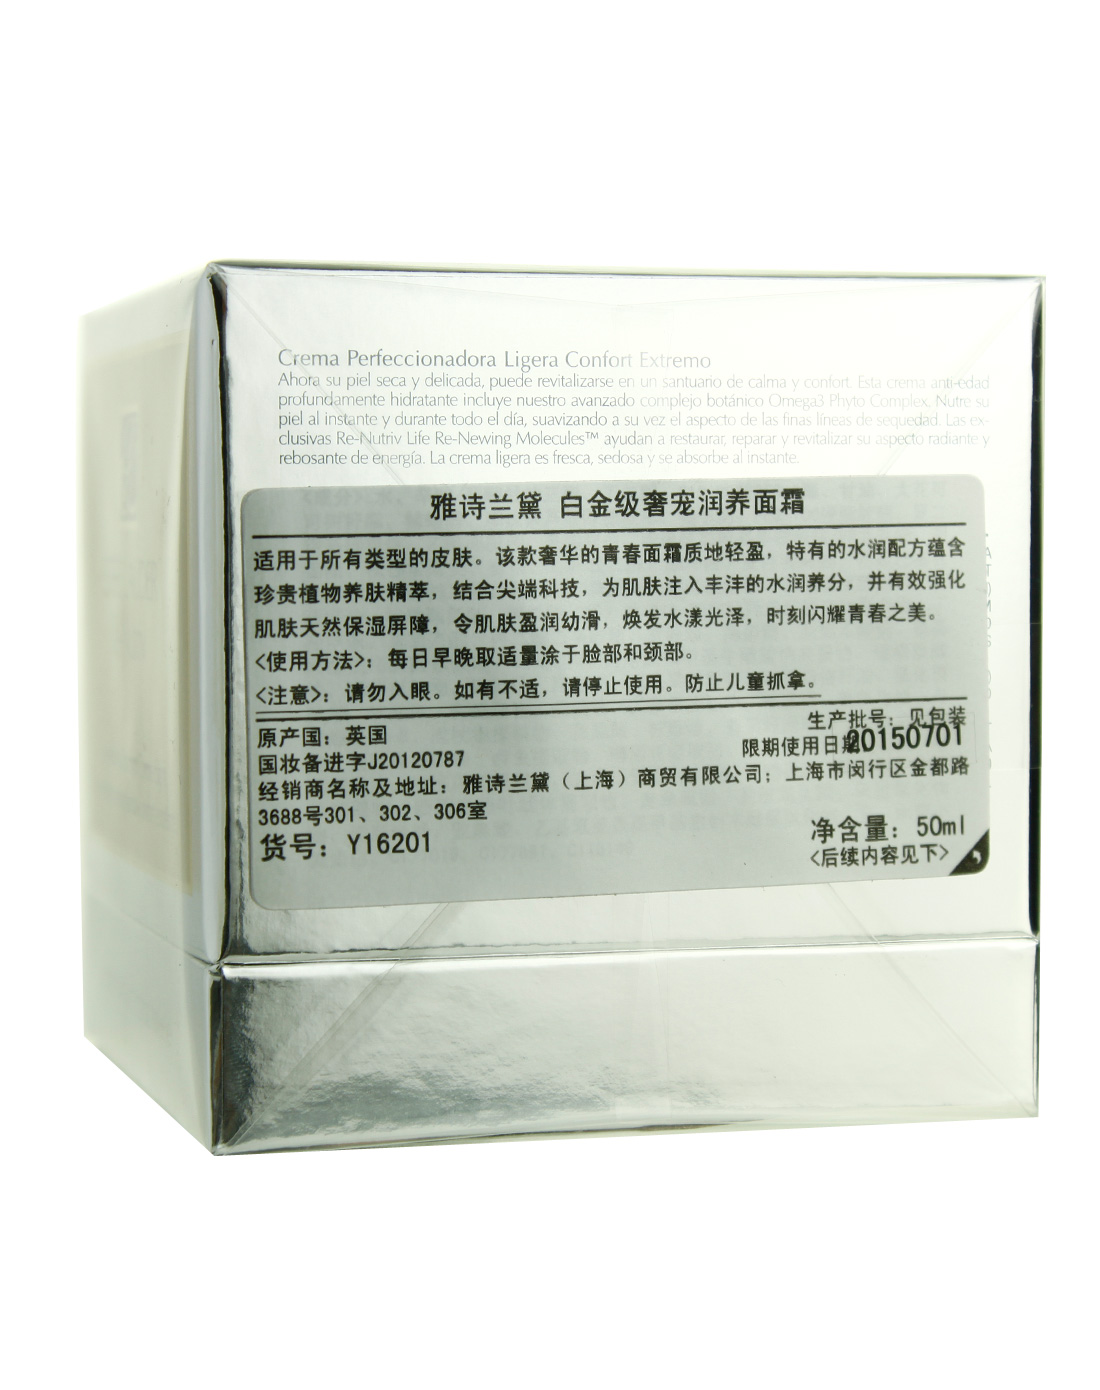 Crema Perfeccionadora Ligera Confort Extremo
Ahora su piel seca y delicada, puede revitalizarse en un santuario de calma y confort. Esta crema anti-edad
profundamente hidratante incluye nuestro avanzado complejo botánico Omega3 Phyto Complex. Nutre su
piel al instante y durante todo el día, suavizando a su vez el aspecto de las finas líneas de sequedad. Las ex-
clusivas Re-Nutriv Life Re-Newing Molecules™ ayudan a restaurar, reparar y revitalizar su aspecto radiante y
rebosante de energía. La crema ligera es fresca, sedosa y se absorbe al instante.
雅诗兰黛 白金级奢宠润养面霜
适用于所有类型的皮肤。该款奢华的青春面霜质地轻盈，特有的水润配方蕴含
珍贵植物养肤精萃，结合尖端科技，为肌肤注入丰沣的水润养分，并有效强化
肌肤天然保湿屏障，令肌肤盈润幼滑，焕发水漾光泽，时刻闪耀青春之美。
<使用方法>：每日早晚取适量涂于脸部和颈部。
<注意>：请勿入眼。如有不适，请停止使用。防止儿童抓拿。
原产国：英国 生产批号：见包装
国妆备进字J20120787 限期使用日期20150701
经销商名称及地址：雅诗兰黛（上海）商贸有限公司；上海市闵行区金都路
3688号301、302、306室
货号：Y16201 净含量：50ml
<后续内容见下>